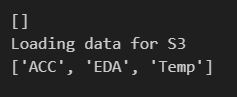 []
Loading data for S3
['ACC', 'EDA', 'Temp']